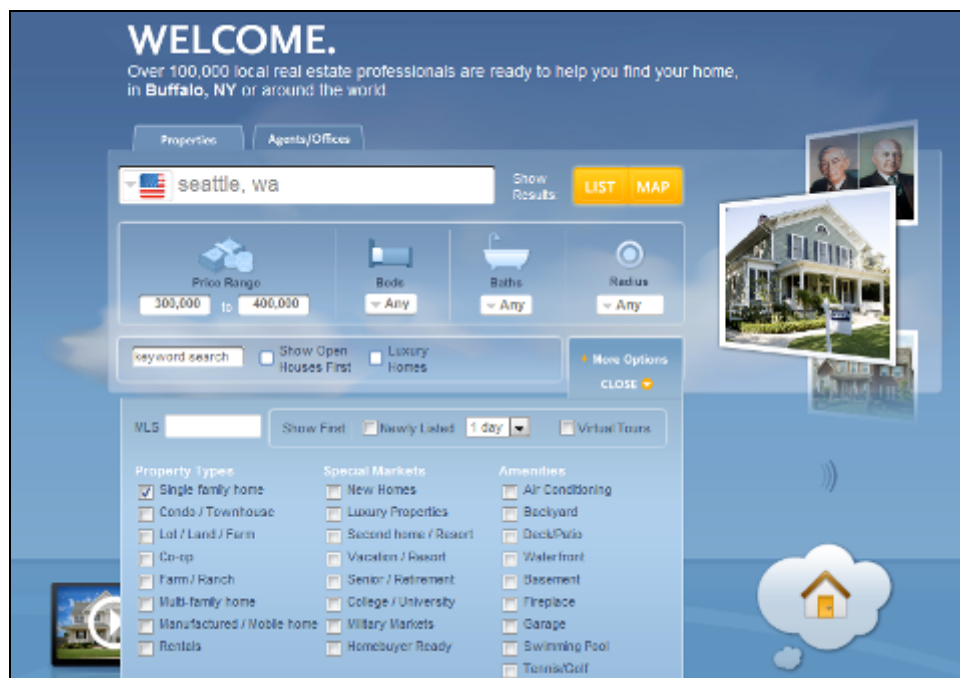 WELCOME.
Over 100,000 local real estate professionals are ready to help you find your home,
in Buffalo, NY or around the world
Properties
Agents/Offices
seattle, wa
Show
Results:
LIST
MAP
Price Range
300,000 to 400,000
Beds
Any
Baths
Any
Radius
Any
keyword search
Show Open
Houses First
Luxury
Homes
More Options
CLOSE
MLS
Show First
Newly Listed
1 day
Virtual Tours
Property Types
Single family home
Condo / Townhouse
Lot / Land / Farm
Co-op
Farm / Ranch
Multi-family home
Manufactured / Mobile home
Rentals
Special Markets
New Homes
Luxury Properties
Second home / Resort
Vacation / Resort
Senior / Retirement
College / University
Military Markets
Homebuyer Ready
Amenities
Air Conditioning
Backyard
Deck/Patio
Waterfront
Basement
Fireplace
Garage
Swimming Pool
Tennis/Golf